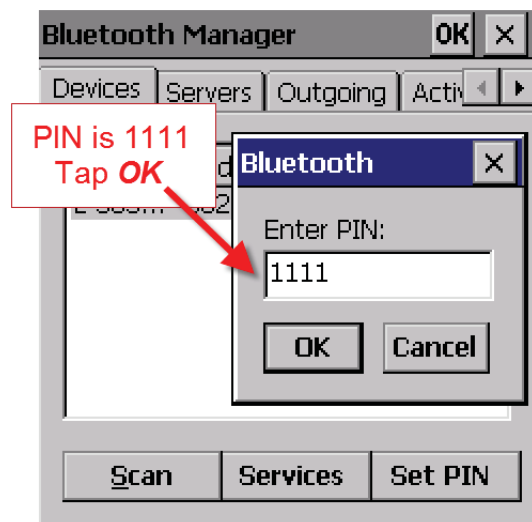 Bluetooth Manager OK
Devices Servers Outgoing
PIN is 1111
Tap OK
Bluetooth
Enter PIN:
1111
OK Cancel
Scan Services Set PIN